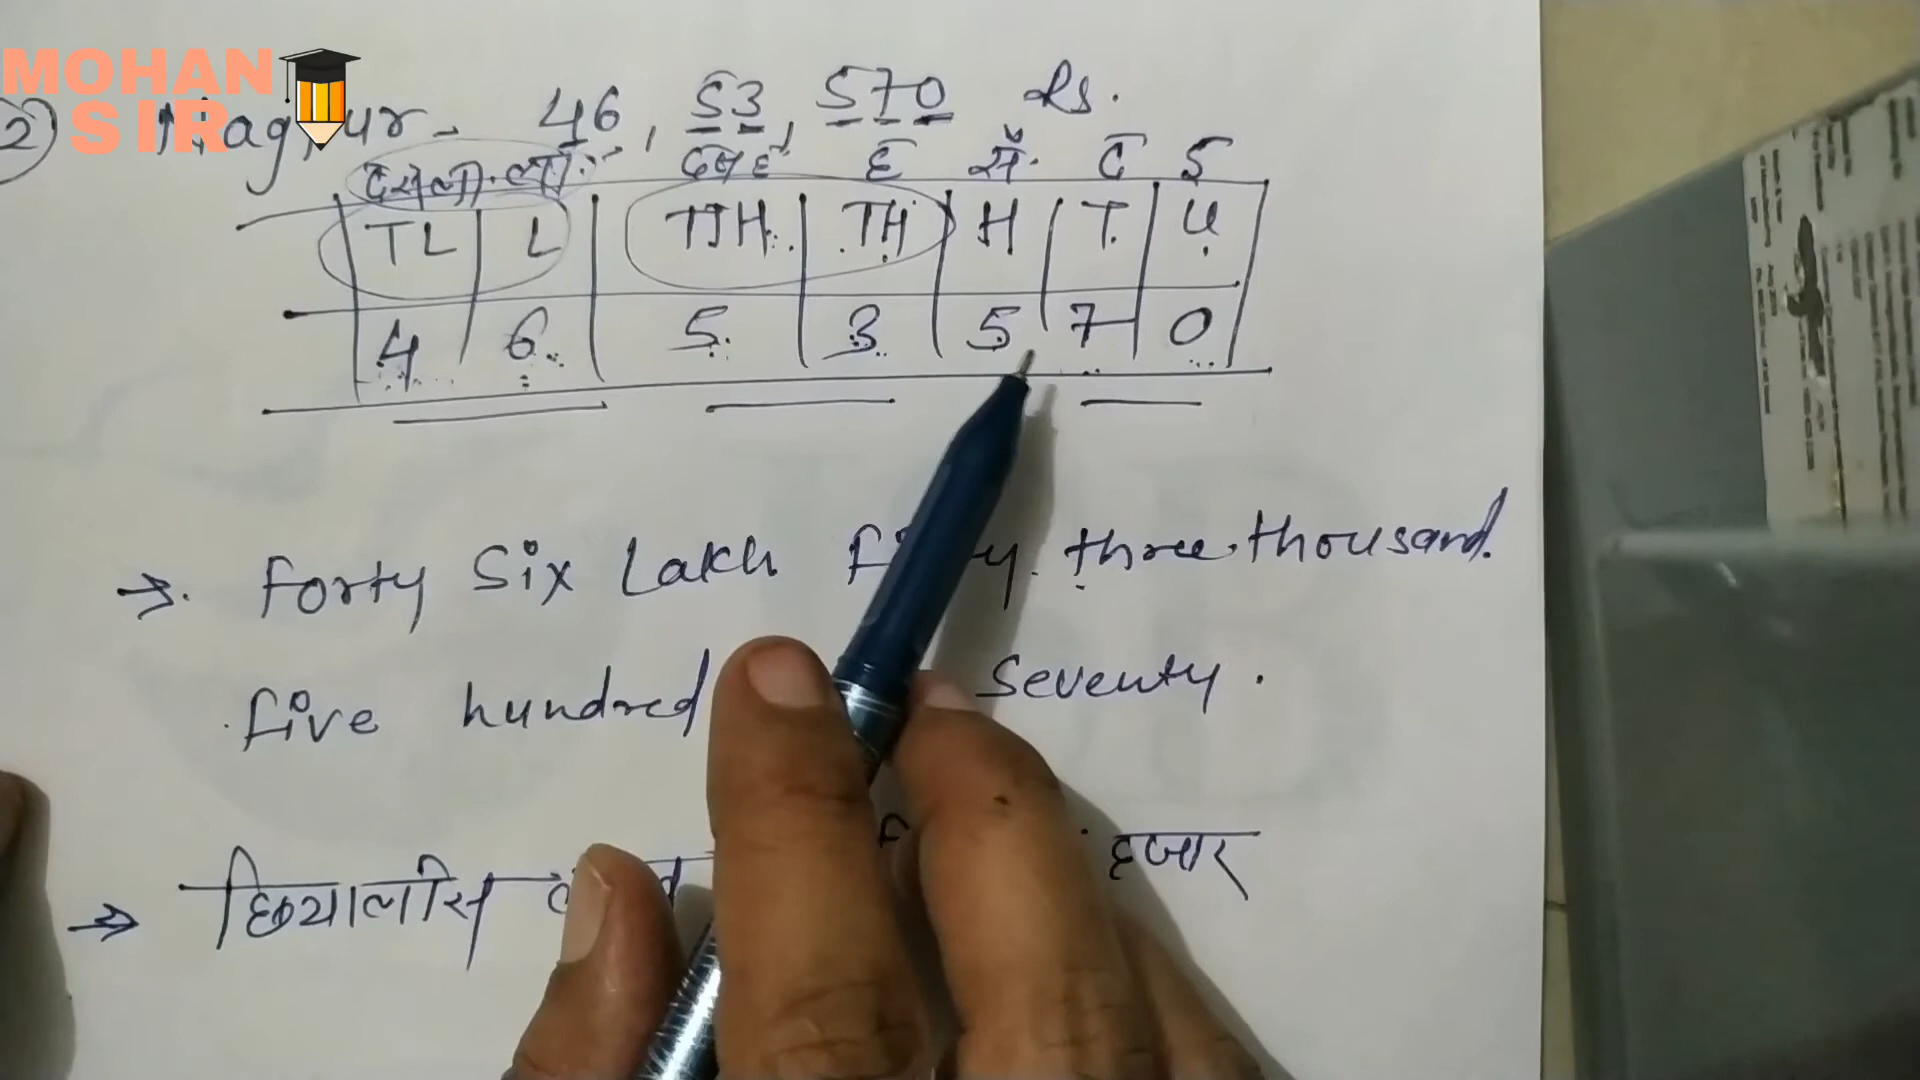 MOHAN
SIR
2) Nagpur - 46, 53, 570 Rs.
ह सै. द इ
TL L TTH TH H T U
4 6 5 3 5 7 0
→ Forty Six Lakh three thousand.
five hundred Seventy.
→ छियालीस हजार